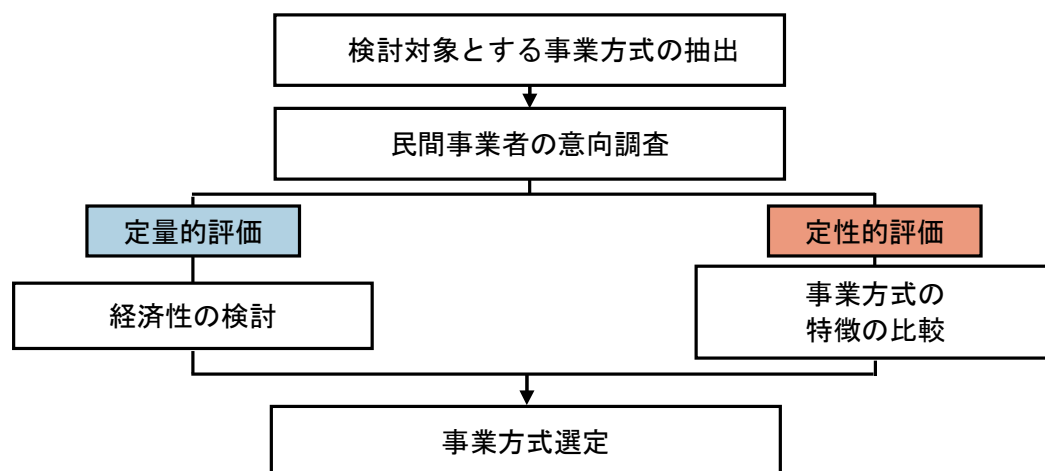 検討対象とする事業方式の抽出
民間事業者の意向調査
定量的評価
定性的評価
経済性の検討
事業方式の
特徴の比較
事業方式選定